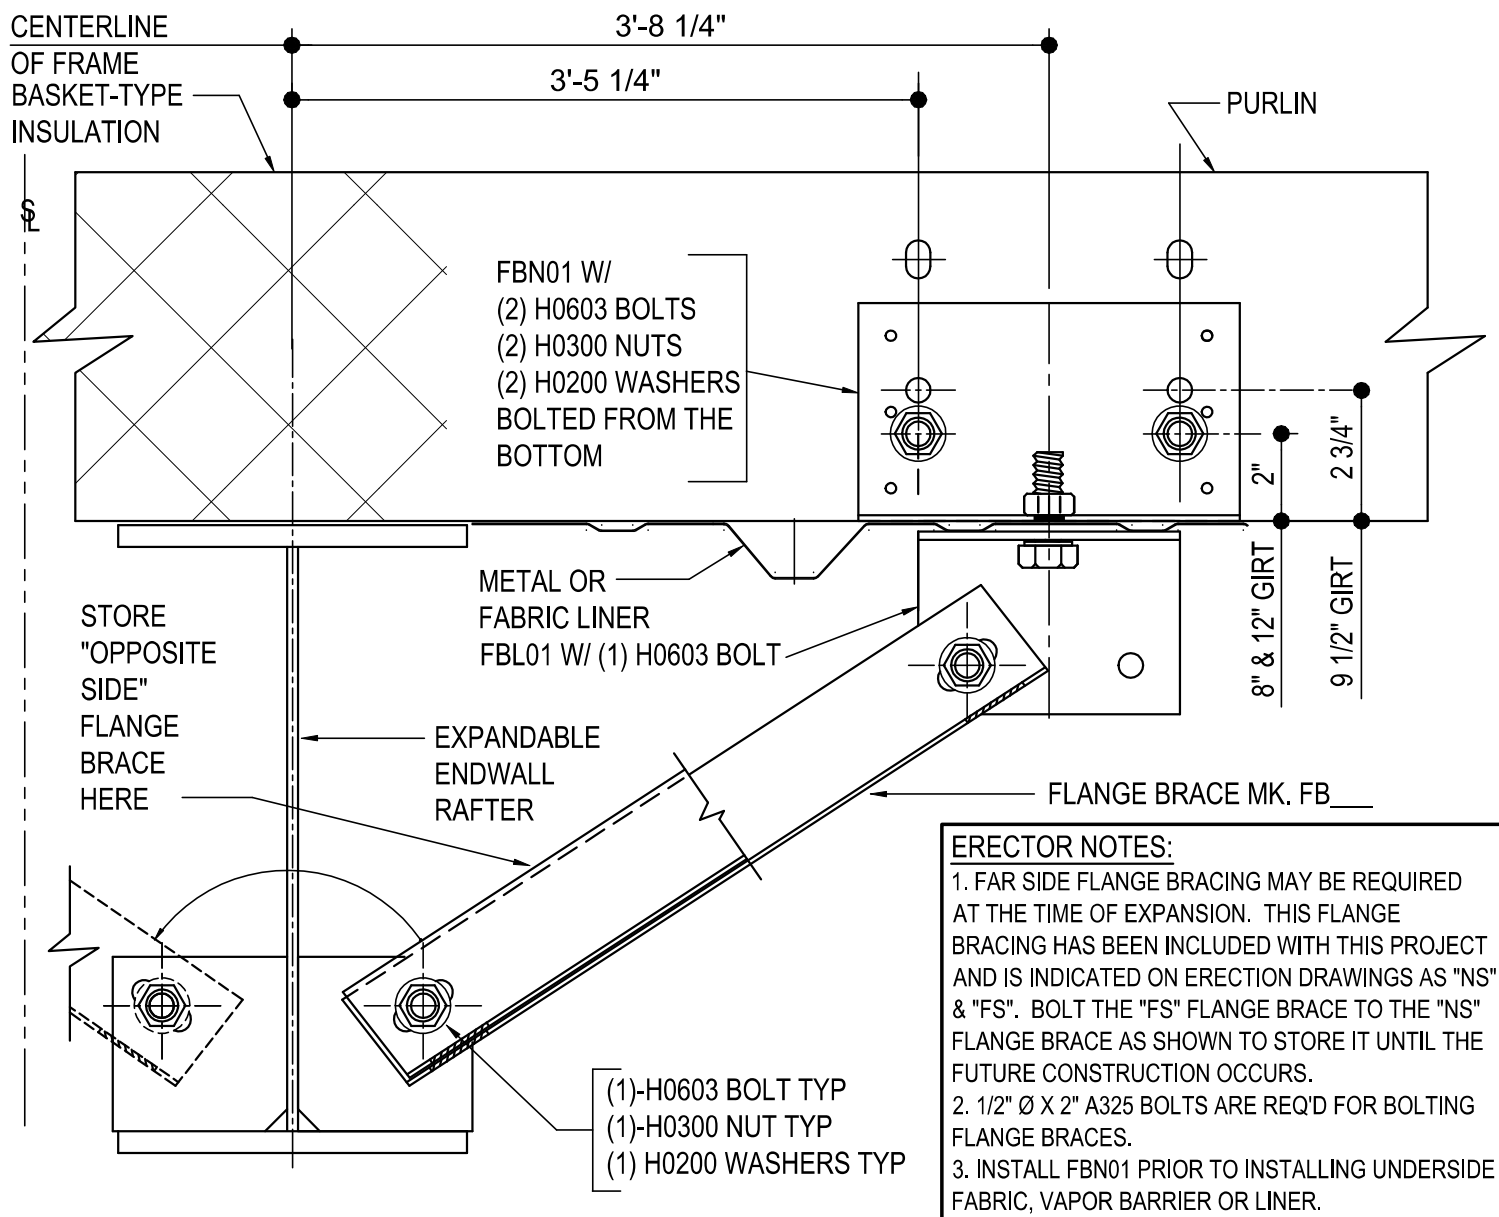 CENTERLINE
OF FRAME
BASKET-TYPE
INSULATION
3'-8 1/4"
3'-5 1/4"
PURLIN
SL
FBN01 W/
(2) H0603 BOLTS
(2) H0300 NUTS
(2) H0200 WASHERS
BOLTED FROM THE
BOTTOM
2"
2 3/4"
8" & 12" GIRT
9 1/2" GIRT
METAL OR
FABRIC LINER
FBL01 W/ (1) H0603 BOLT
STORE
"OPPOSITE
SIDE"
FLANGE
BRACE
HERE
EXPANDABLE
ENDWALL
RAFTER
FLANGE BRACE MK. FB___
(1)-H0603 BOLT TYP
(1)-H0300 NUT TYP
(1) H0200 WASHERS TYP
ERECTOR NOTES:
1. FAR SIDE FLANGE BRACING MAY BE REQUIRED
AT THE TIME OF EXPANSION. THIS FLANGE
BRACING HAS BEEN INCLUDED WITH THIS PROJECT
AND IS INDICATED ON ERECTION DRAWINGS AS "NS"
& "FS". BOLT THE "FS" FLANGE BRACE TO THE "NS"
FLANGE BRACE AS SHOWN TO STORE IT UNTIL THE
FUTURE CONSTRUCTION OCCURS.
2. 1/2" Ø X 2" A325 BOLTS ARE REQ'D FOR BOLTING
FLANGE BRACES.
3. INSTALL FBN01 PRIOR TO INSTALLING UNDERSIDE
FABRIC, VAPOR BARRIER OR LINER.